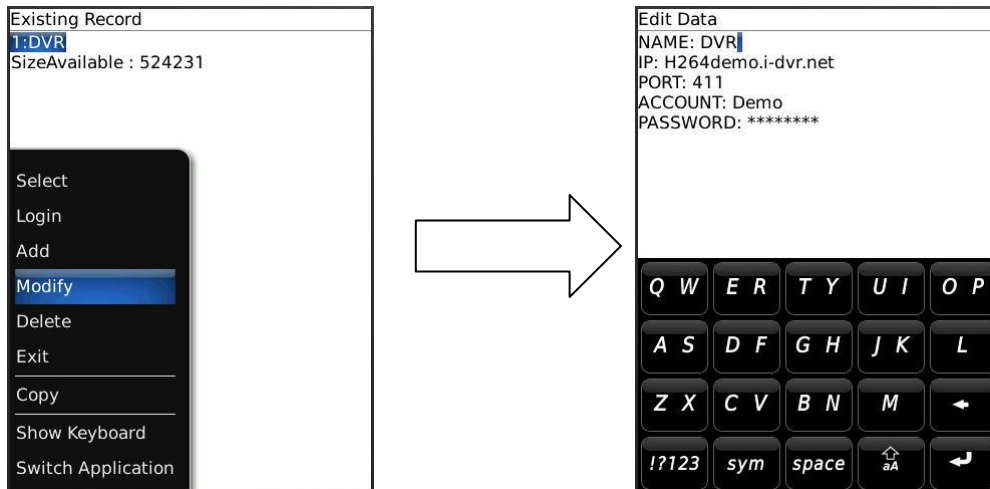 Existing Record
1:DVR
SizeAvailable : 524231
Select
Login
Add
Modify
Delete
Exit
Copy
Show Keyboard
Switch Application
Edit Data
NAME: DVR
IP: H264demo.i-dvr.net
PORT: 411
ACCOUNT: Demo
PASSWORD: ********
Q W E R T Y U I O P
A S D F G H J K L
Z X C V B N M
!?123 sym space aA